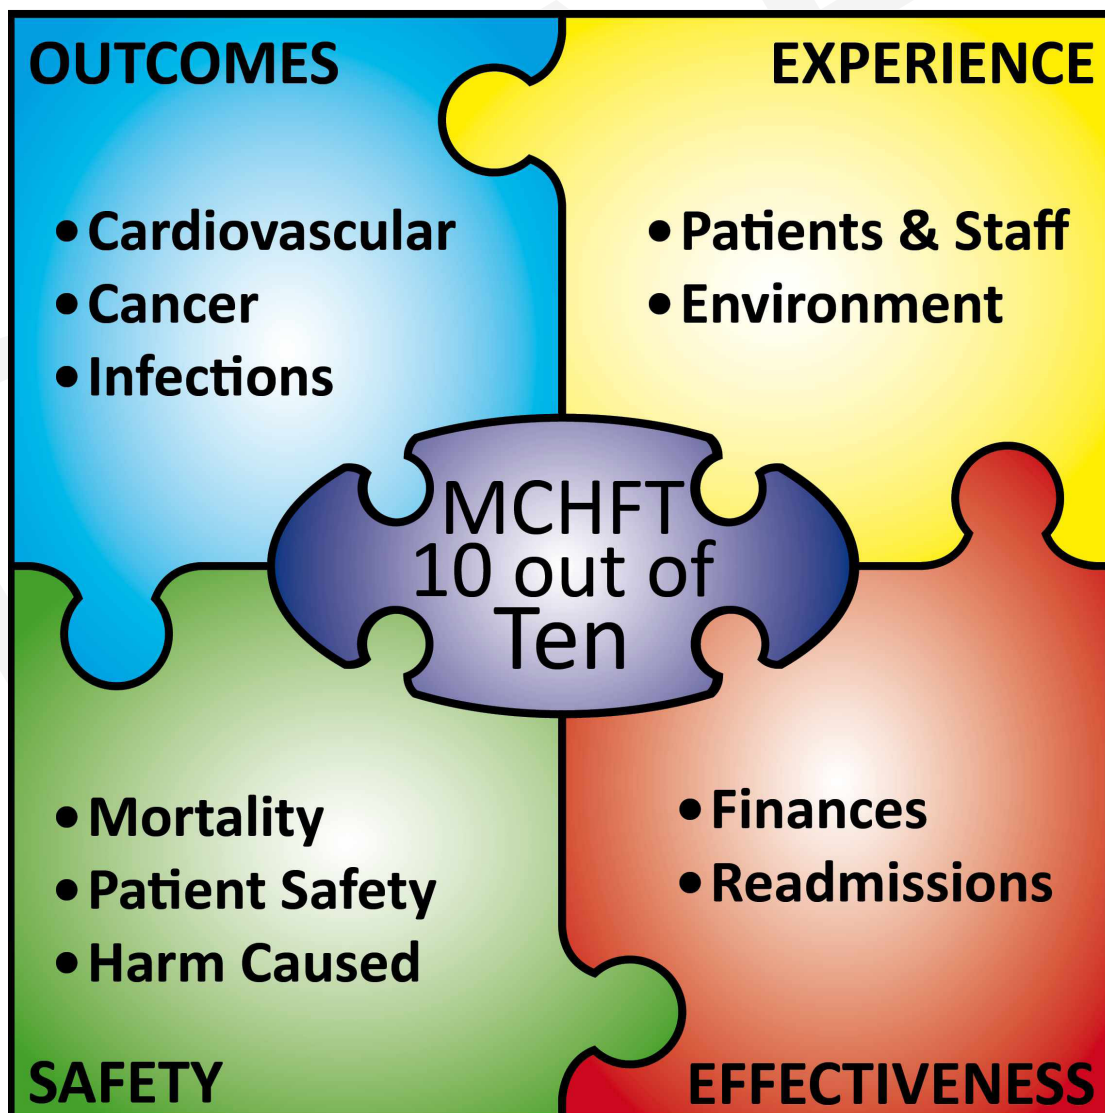 OUTCOMES
• Cardiovascular
• Cancer
• Infections
EXPERIENCE
• Patients & Staff
• Environment
MCHFT
10 out of
Ten
• Mortality
• Patient Safety
• Harm Caused
SAFETY
• Finances
• Readmissions
EFFECTIVENESS